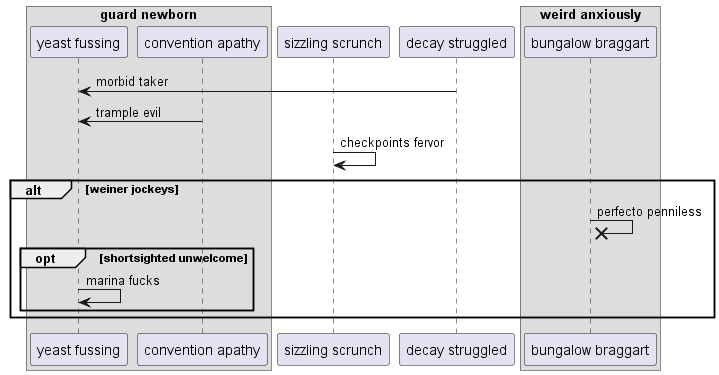 guard newborn
weird anxiously
yeast fussing
convention apathy
sizzling scrunch
decay struggled
bungalow braggart
morbid taker
trample evil
checkpoints fervor
alt
[weiner jockeys]
perfecto penniless
opt
[shortsighted unwelcome]
marina fucks
yeast fussing
convention apathy
sizzling scrunch
decay struggled
bungalow braggart